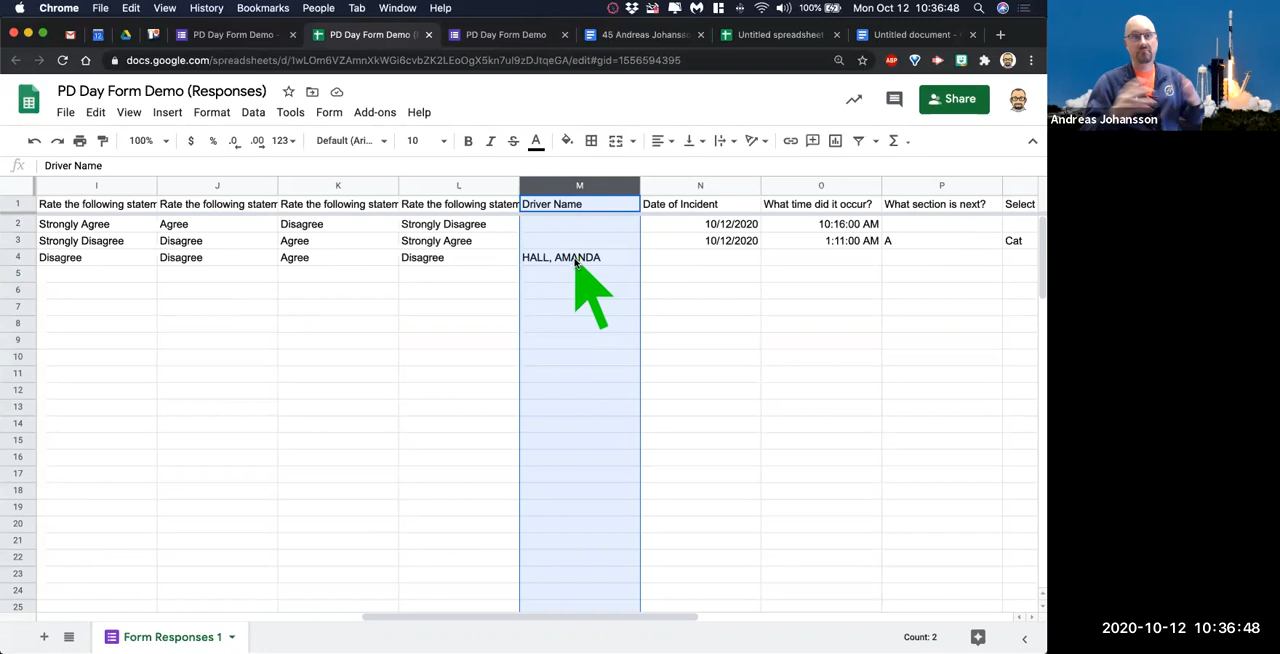 Chrome File Edit View History Bookmarks People Tab Window Help 100% Mon Oct 12 10:36:48
PD Day Form Demo - PD Day Form Demo ( PD Day Form Demo 45 Andreas Johanss Untitled spreadsheet Untitled document -
docs.google.com/spreadsheets/d/1wLOm6VZAmnXkWGi6cvbZK2LEoOgX5kn7ul9zDJtqeGA/edit#gid=1556594395
PD Day Form Demo (Responses)
Share
File Edit View Insert Format Data Tools Form Add-ons Help
100% $ % .0 .00 123 Default (Ari... 10 B I S A
fx Driver Name
I J K L M N O P
1 Rate the following statem Rate the following statem Rate the following statem Rate the following statem Driver Name Date of Incident What time did it occur? What section is next? Select
2 Strongly Agree Agree Disagree Strongly Disagree 10/12/2020 10:16:00 AM
3 Strongly Disagree Disagree Agree Strongly Agree 10/12/2020 1:11:00 AM A Cat
4 Disagree Disagree Agree Disagree HALL, AMANDA
5
6
7
8
9
10
11
12
13
14
15
16
17
18
19
20
21
22
23
24
25
Form Responses 1 Count: 2
Andreas Johansson
2020-10-12 10:36:48